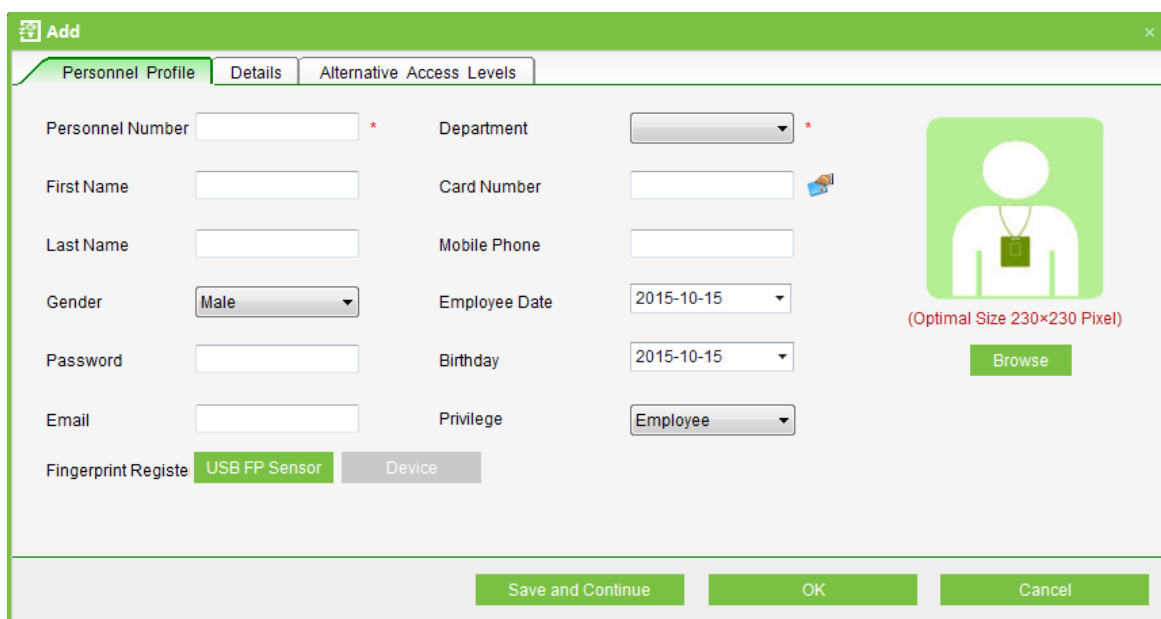 Add
Personnel Profile Details Alternative Access Levels
Personnel Number * Department *
First Name Card Number
Last Name Mobile Phone
Gender Male Employee Date 2015-10-15
(Optimal Size 230×230 Pixel)
Password Birthday 2015-10-15 Browse
Email Privilege Employee
Fingerprint Registe USB FP Sensor Device
Save and Continue OK Cancel